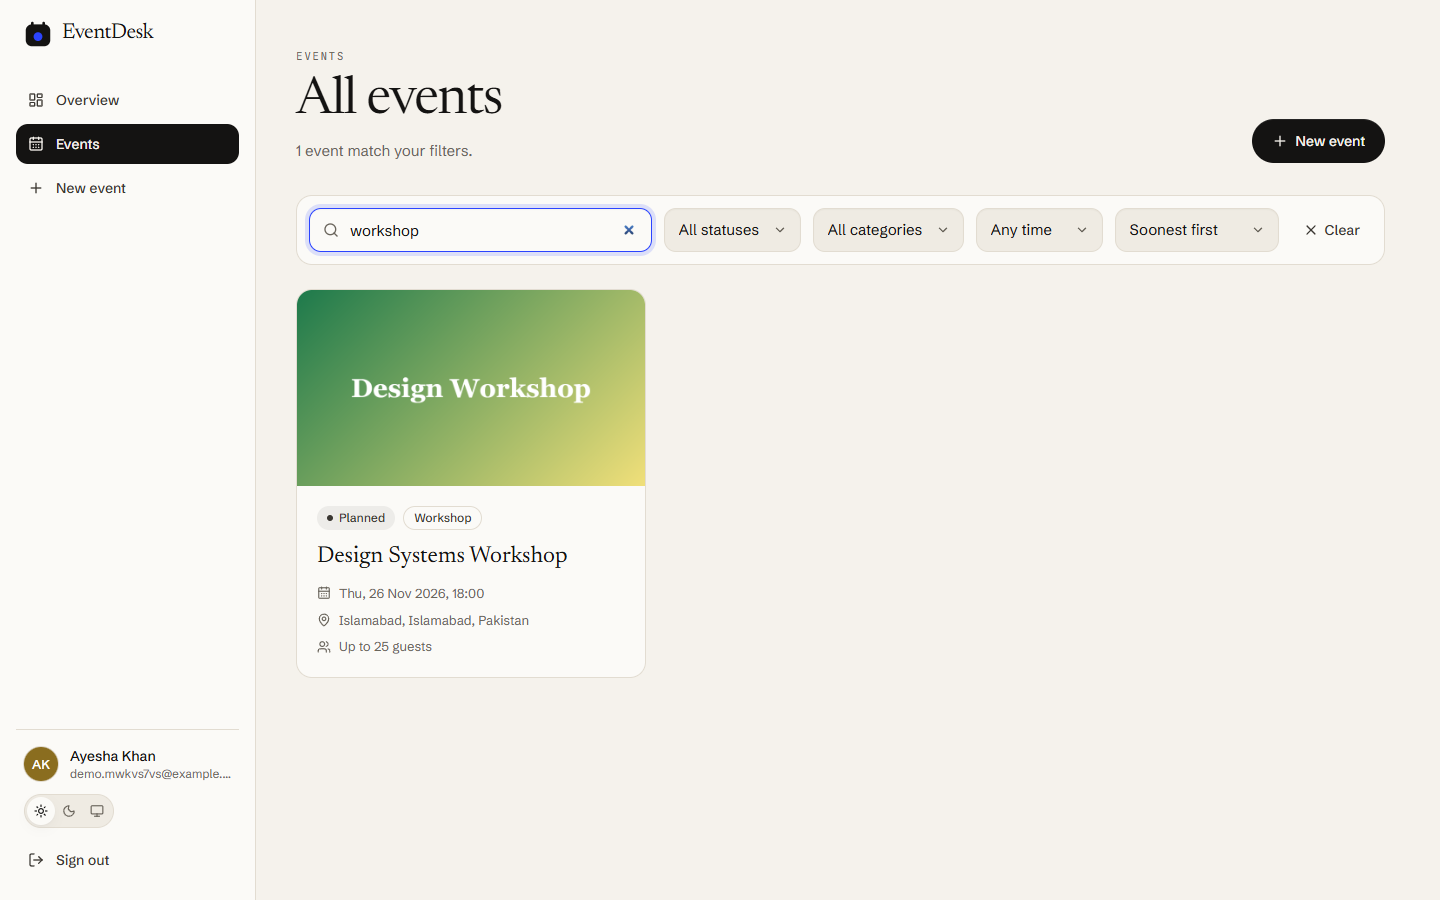 EventDesk
Overview
Events
New event
Ayesha Khan
demo.mwkvs7vs@example....
Sign out
EVENTS
All events
1 event match your filters.
New event
workshop
All statuses
All categories
Any time
Soonest first
Clear
Design Workshop
Planned
Workshop
Design Systems Workshop
Thu, 26 Nov 2026, 18:00
Islamabad, Islamabad, Pakistan
Up to 25 guests
AK